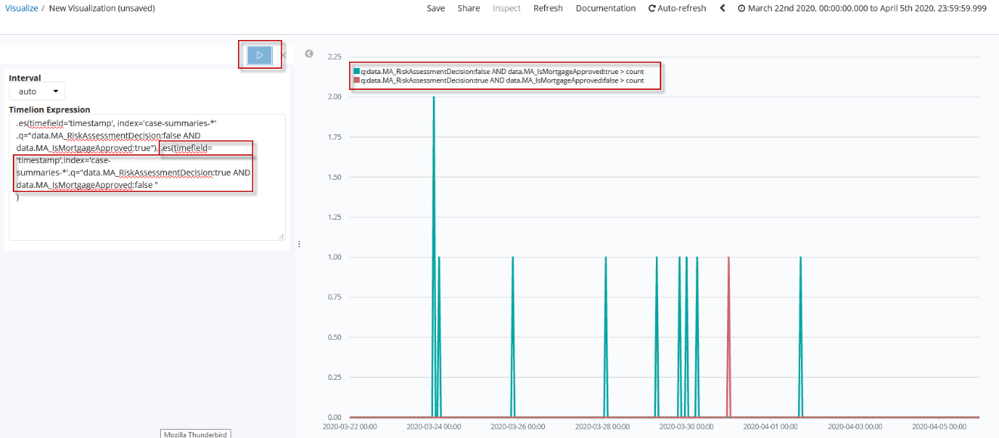 Visualize / New Visualization (unsaved)
Save Share Inspect Refresh Documentation Auto-refresh March 22nd 2020, 00:00:00.000 to April 5th 2020, 23:59:59.999
Interval
auto
Timelion Expression
.es(timefield='timestamp', index='case-summaries-*'
,q="data.MA_RiskAssessmentDecision:false AND
data.MA_IsMortgageApproved:true"), .es(timefield=
'timestamp',index='case-
summaries-*',q="data.MA_RiskAssessmentDecision:true AND
data.MA_IsMortgageApproved:false "
)
q:data.MA_RiskAssessmentDecision:false AND data.MA_IsMortgageApproved:true > count
q:data.MA_RiskAssessmentDecision:true AND data.MA_IsMortgageApproved:false > count
2.25
2.00
1.75
1.50
1.25
1.00
0.75
0.50
0.25
0.00
2020-03-22 00:00 2020-03-24 00:00 2020-03-26 00:00 2020-03-28 00:00 2020-03-30 00:00 2020-04-01 00:00 2020-04-03 00:00 2020-04-05 00:00
Mozilla Thunderbird